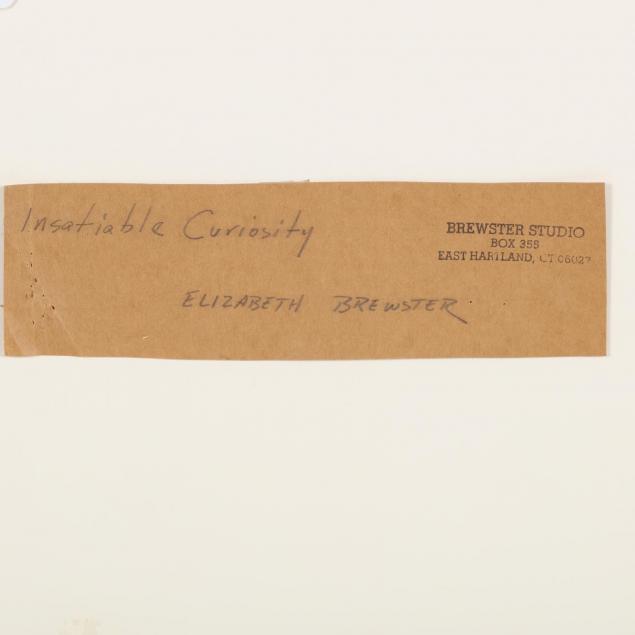 Insatiable Curiosity
ELIZABETH BREWSTER
BREWSTER STUDIO
BOX 355
EAST HARTLAND, CT 06027